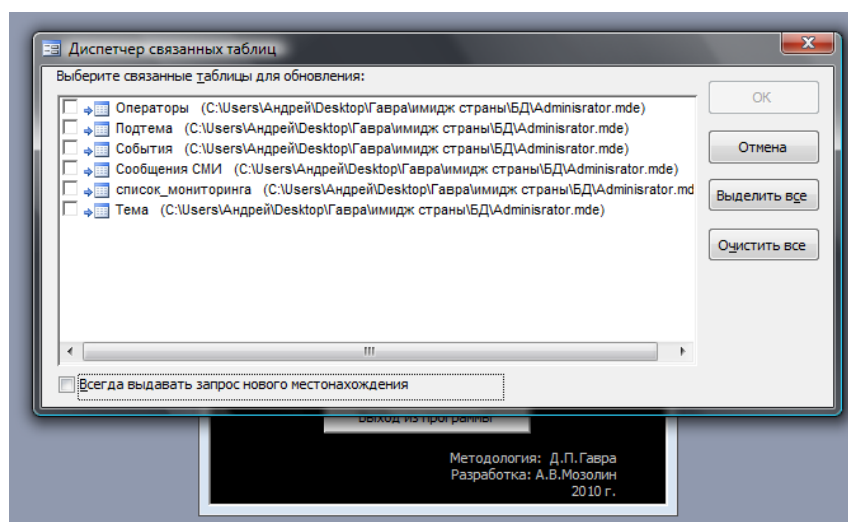 Диспетчер связанных таблиц
Выберите связанные таблицы для обновления:
Операторы (C:\Users\Андрей\Desktop\Гавра\имидж страны\БД\Adminisrator.mde)
Подтема (C:\Users\Андрей\Desktop\Гавра\имидж страны\БД\Adminisrator.mde)
События (C:\Users\Андрей\Desktop\Гавра\имидж страны\БД\Adminisrator.mde)
Сообщения СМИ (C:\Users\Андрей\Desktop\Гавра\имидж страны\БД\Adminisrator.mde)
список_мониторинга (C:\Users\Андрей\Desktop\Гавра\имидж страны\БД\Adminisrator.md
Тема (C:\Users\Андрей\Desktop\Гавра\имидж страны\БД\Adminisrator.mde)
OK
Отмена
Выделить все
Очистить все
Всегда выдавать запрос нового местонахождения
Выход из программы
Методология: Д.П.Гавра
Разработка: А.В.Мозолин
2010 г.